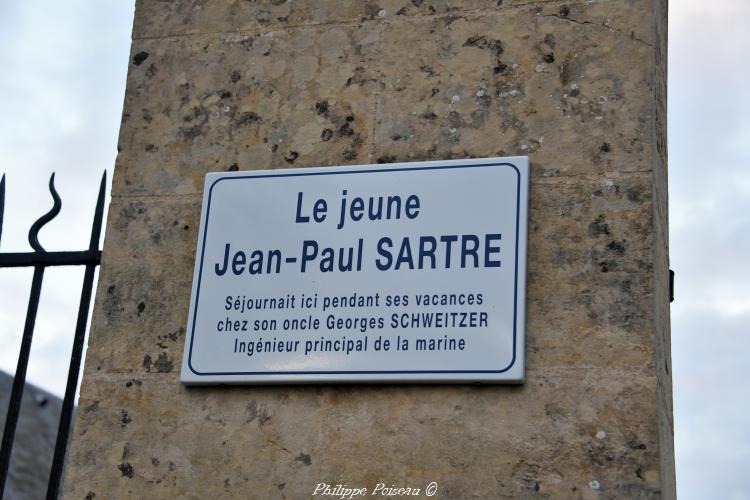 Le jeune
Jean-Paul SARTRE
Séjournait ici pendant ses vacances
chez son oncle Georges SCHWEITZER
Ingénieur principal de la marine
Philippe Poiseau ©